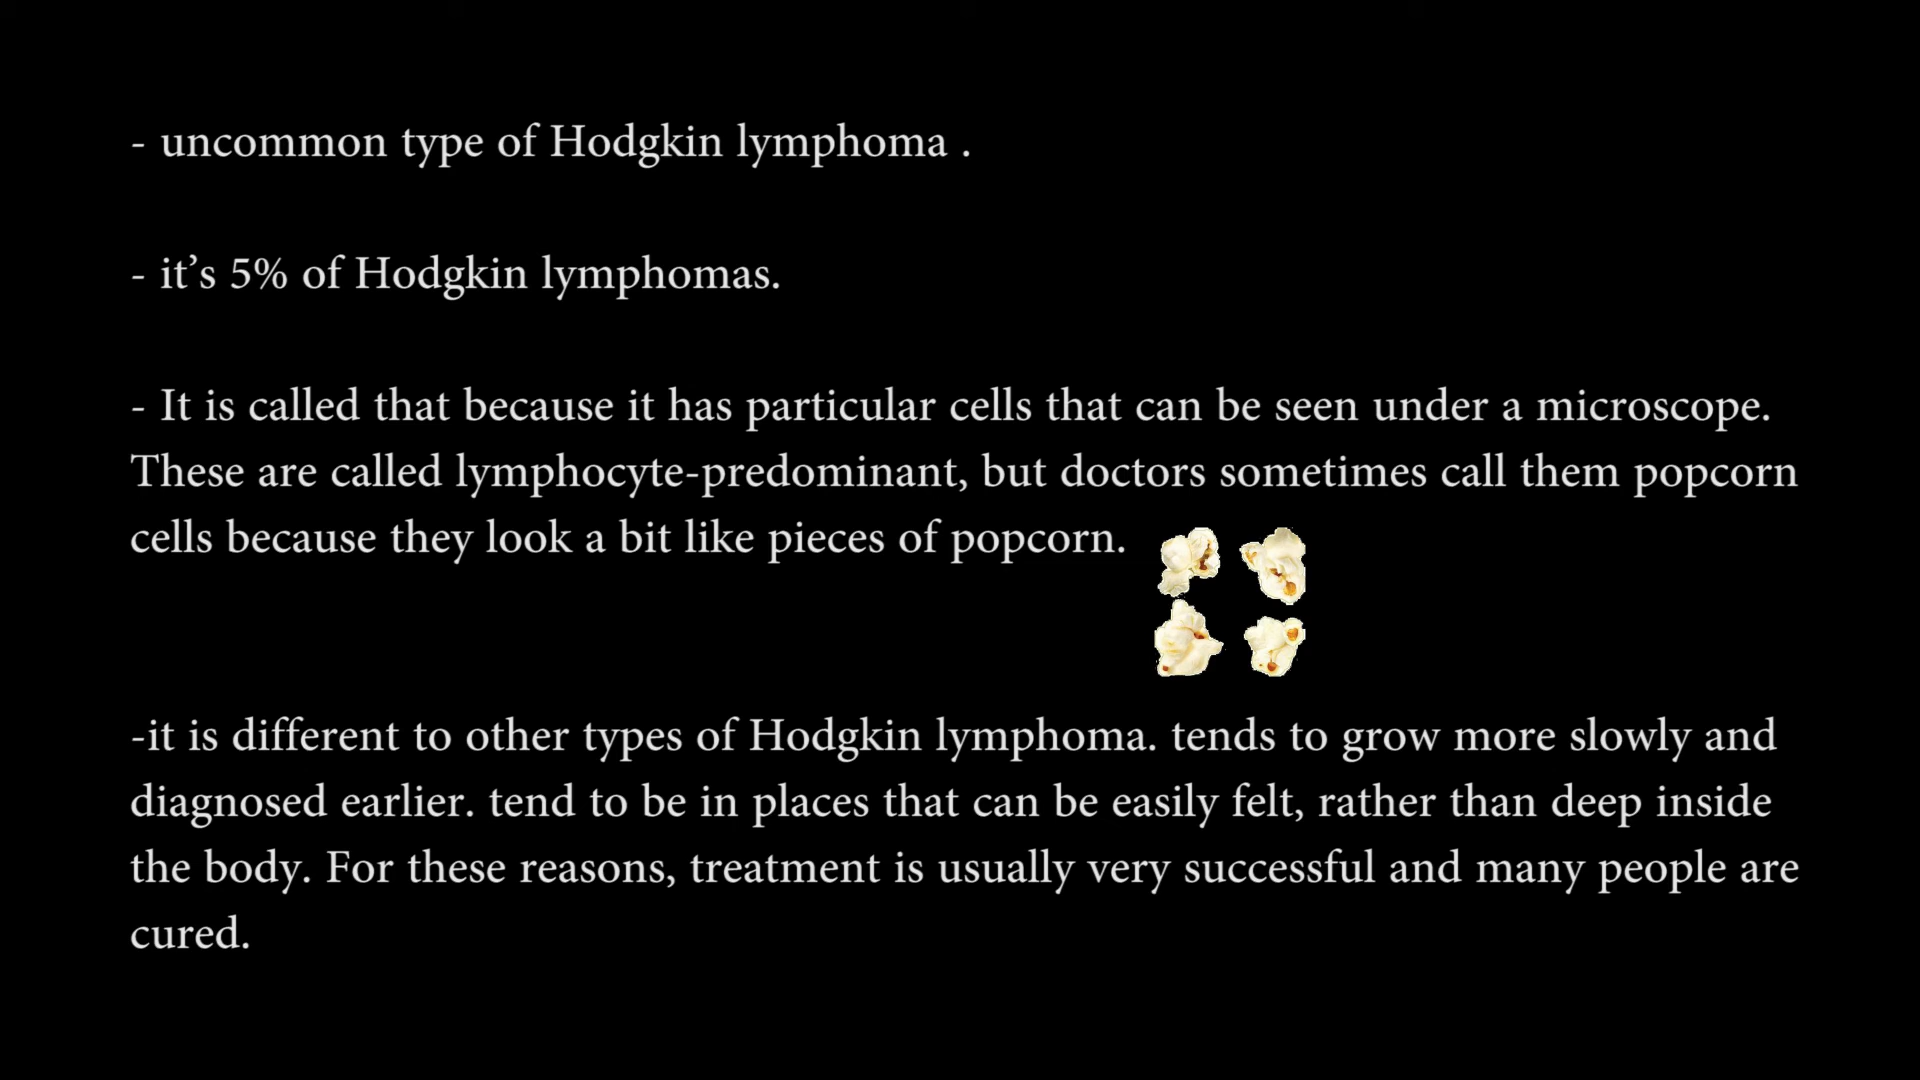 - uncommon type of Hodgkin lymphoma .
- it’s 5% of Hodgkin lymphomas.
- It is called that because it has particular cells that can be seen under a microscope.
These are called lymphocyte-predominant, but doctors sometimes call them popcorn
cells because they look a bit like pieces of popcorn.
-it is different to other types of Hodgkin lymphoma. tends to grow more slowly and
diagnosed earlier. tend to be in places that can be easily felt, rather than deep inside
the body. For these reasons, treatment is usually very successful and many people are
cured.